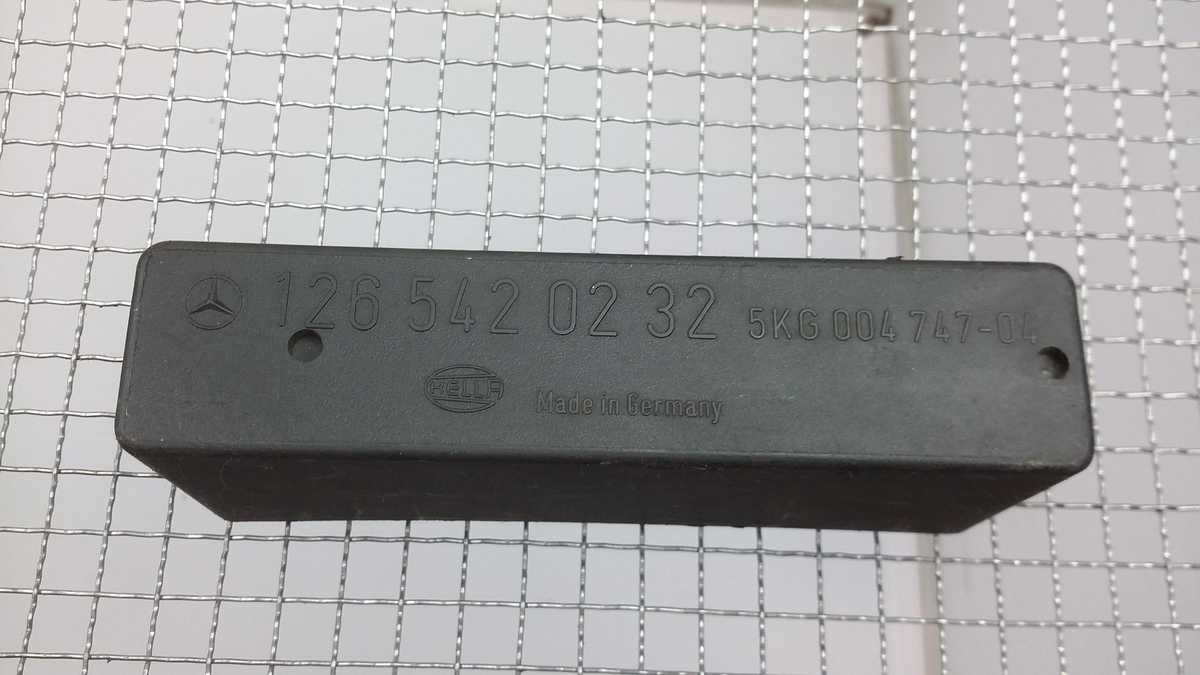 126 542 02 32 5KG 004 747-04
HELLA Made in Germany